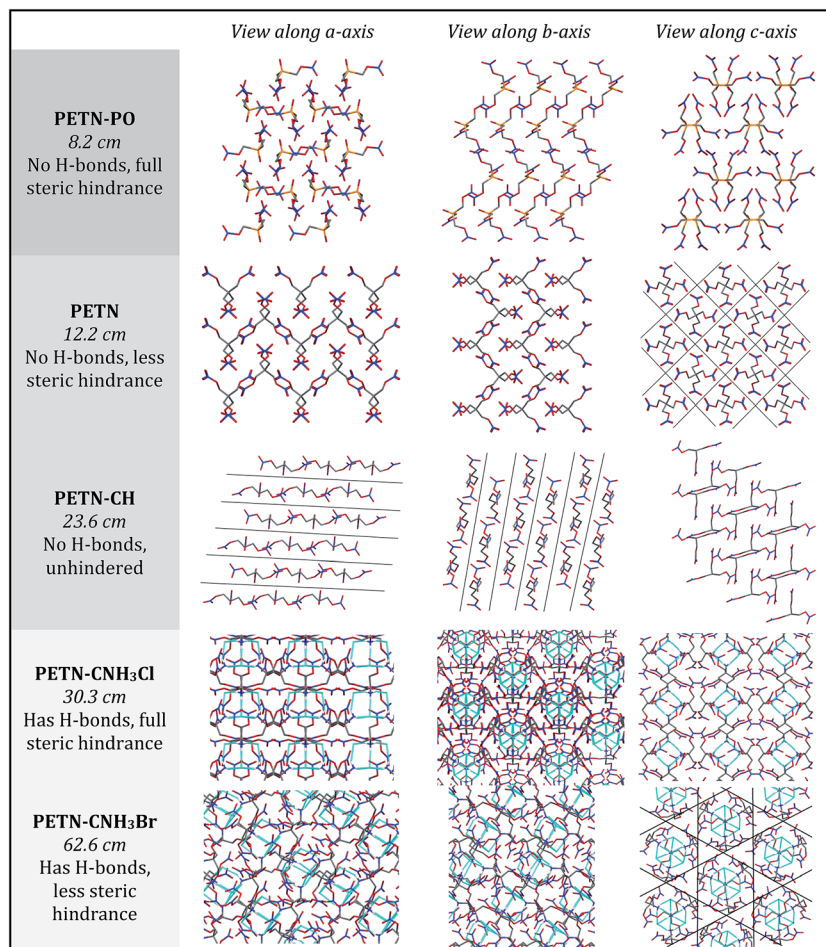 View along a-axis
View along b-axis
View along c-axis
PETN-PO
8.2 cm
No H-bonds, full
steric hindrance
PETN
12.2 cm
No H-bonds, less
steric hindrance
PETN-CH
23.6 cm
No H-bonds,
unhindered
PETN-CNH₃Cl
30.3 cm
Has H-bonds, full
steric hindrance
PETN-CNH₃Br
62.6 cm
Has H-bonds,
less steric
hindrance